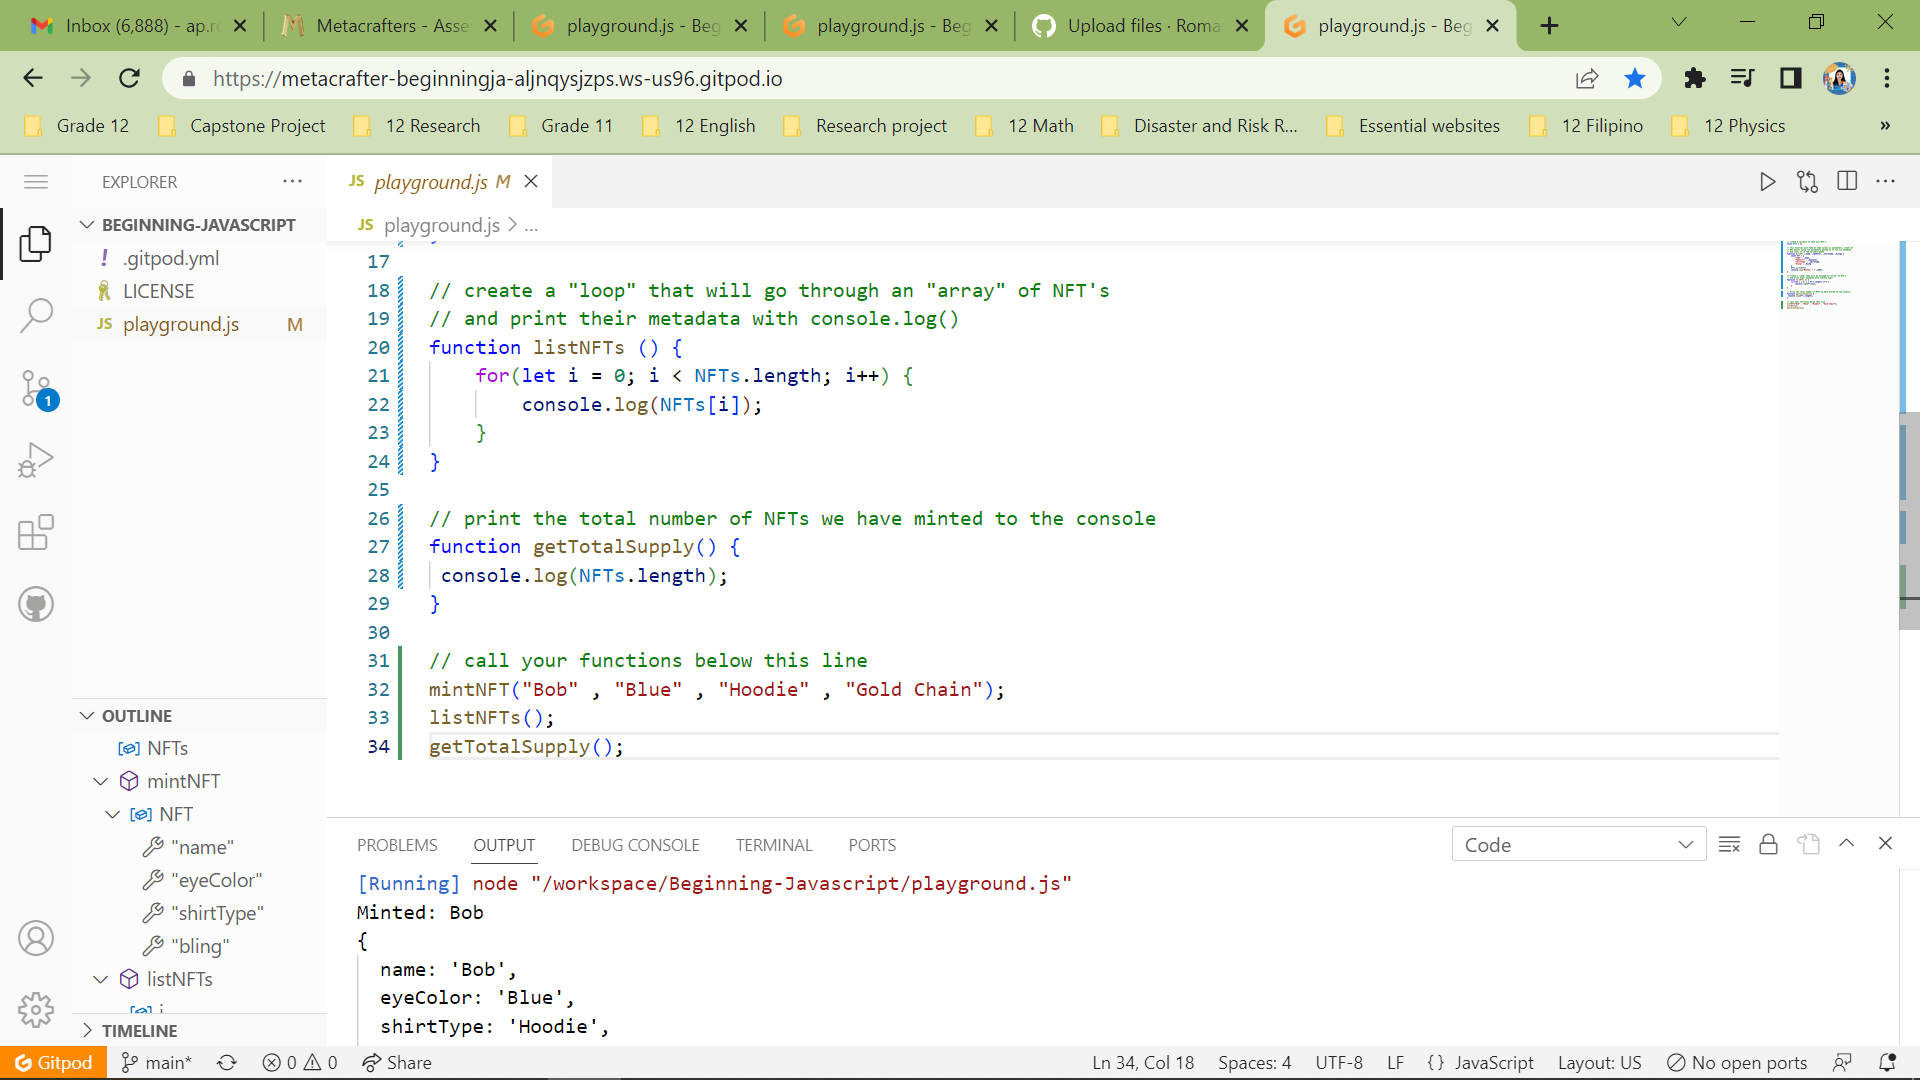 Inbox (6,888) - ap.ro
Metacrafters - Asse
playground.js - Beg
playground.js - Beg
Upload files · Roma
playground.js - Beg
https://metacrafter-beginningja-aljnqysjzps.ws-us96.gitpod.io
Grade 12
Capstone Project
12 Research
Grade 11
12 English
Research project
12 Math
Disaster and Risk R...
Essential websites
12 Filipino
12 Physics
»
EXPLORER
JS playground.js M
JS playground.js > ...
BEGINNING-JAVASCRIPT
! .gitpod.yml
LICENSE
JS playground.js M
1
OUTLINE
NFTs
mintNFT
NFT
"name"
"eyeColor"
"shirtType"
"bling"
listNFTs
i
TIMELINE
17
18 // create a "loop" that will go through an "array" of NFT's
19 // and print their metadata with console.log()
20 function listNFTs () {
21 for(let i = 0; i < NFTs.length; i++) {
22 console.log(NFTs[i]);
23 }
24 }
25
26 // print the total number of NFTs we have minted to the console
27 function getTotalSupply() {
28 console.log(NFTs.length);
29 }
30
31 // call your functions below this line
32 mintNFT("Bob" , "Blue" , "Hoodie" , "Gold Chain");
33 listNFTs();
34 getTotalSupply();
PROBLEMS OUTPUT DEBUG CONSOLE TERMINAL PORTS
Code
[Running] node "/workspace/Beginning-Javascript/playground.js"
Minted: Bob
{
name: 'Bob',
eyeColor: 'Blue',
shirtType: 'Hoodie',
Gitpod main* 0 0 Share Ln 34, Col 18 Spaces: 4 UTF-8 LF {} JavaScript Layout: US No open ports